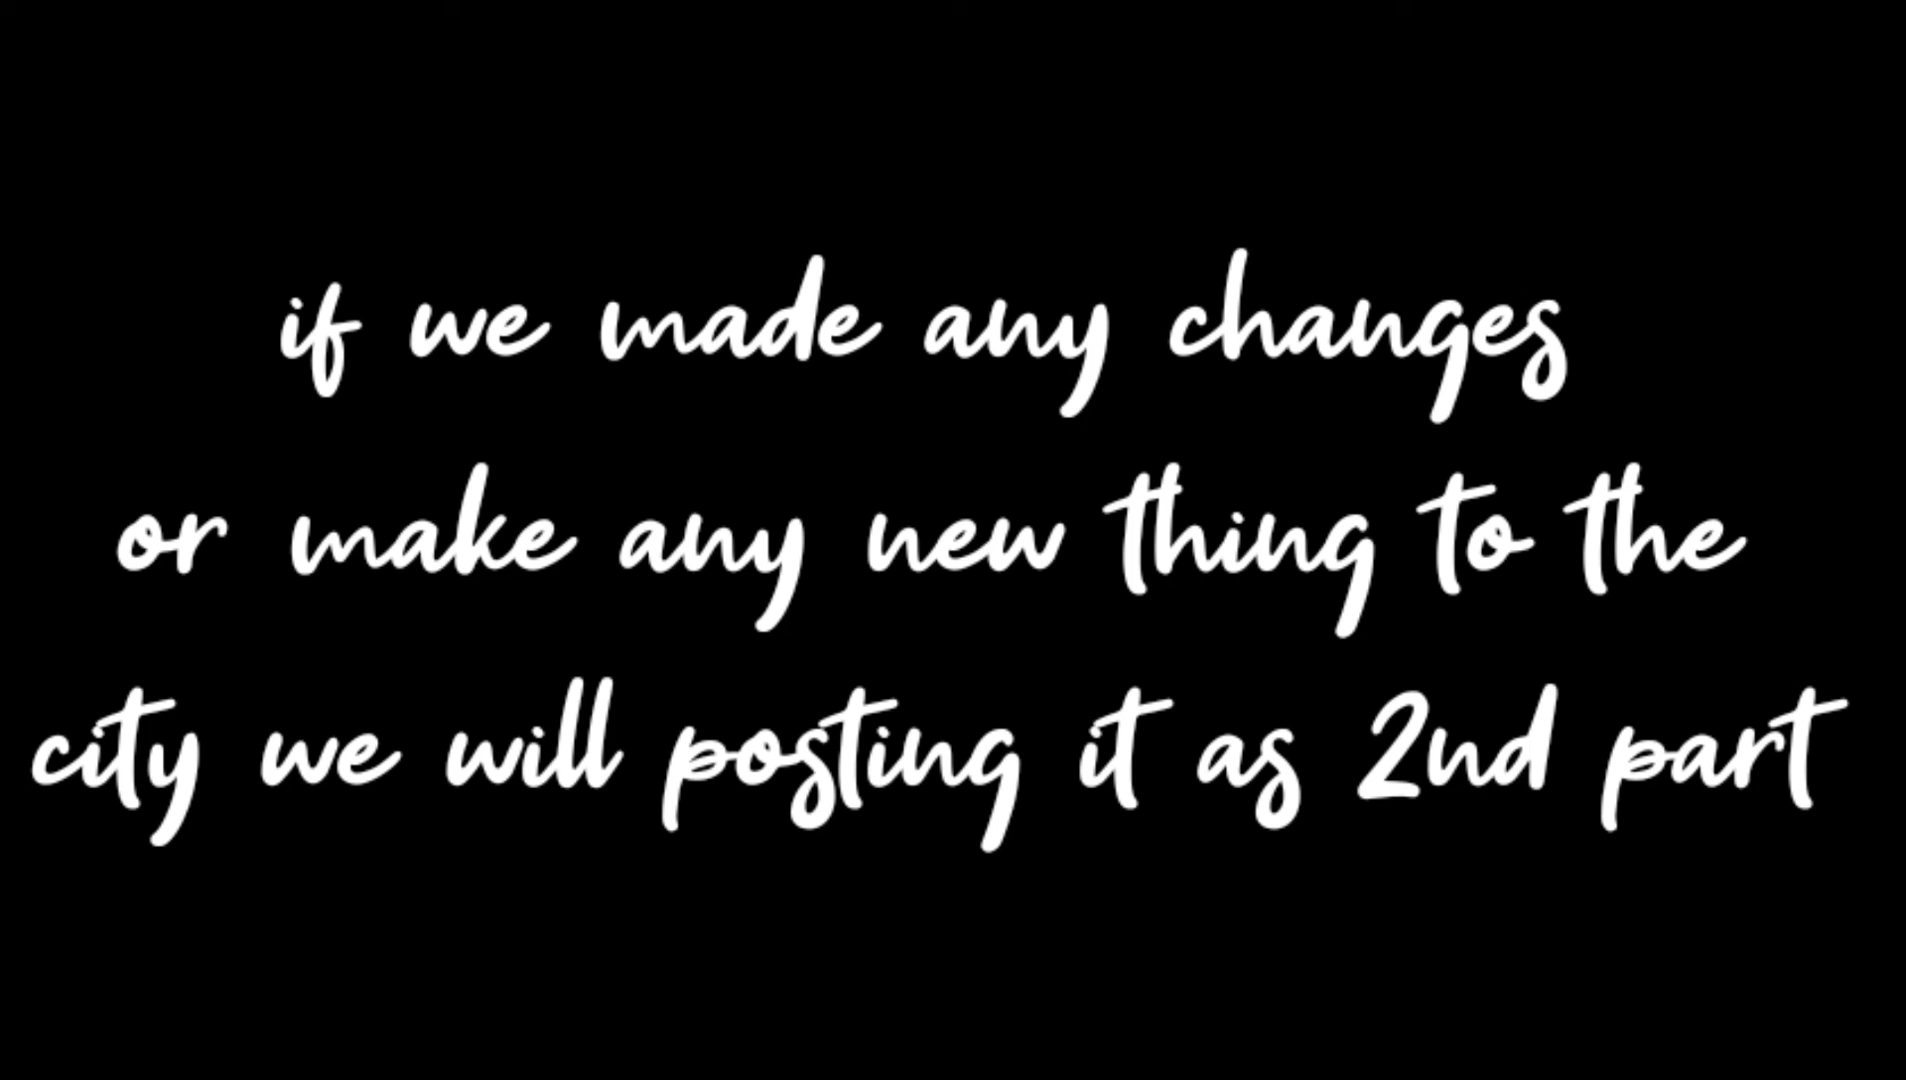 if we made any changes
or make any new thing to the
city we will posting it as 2nd part